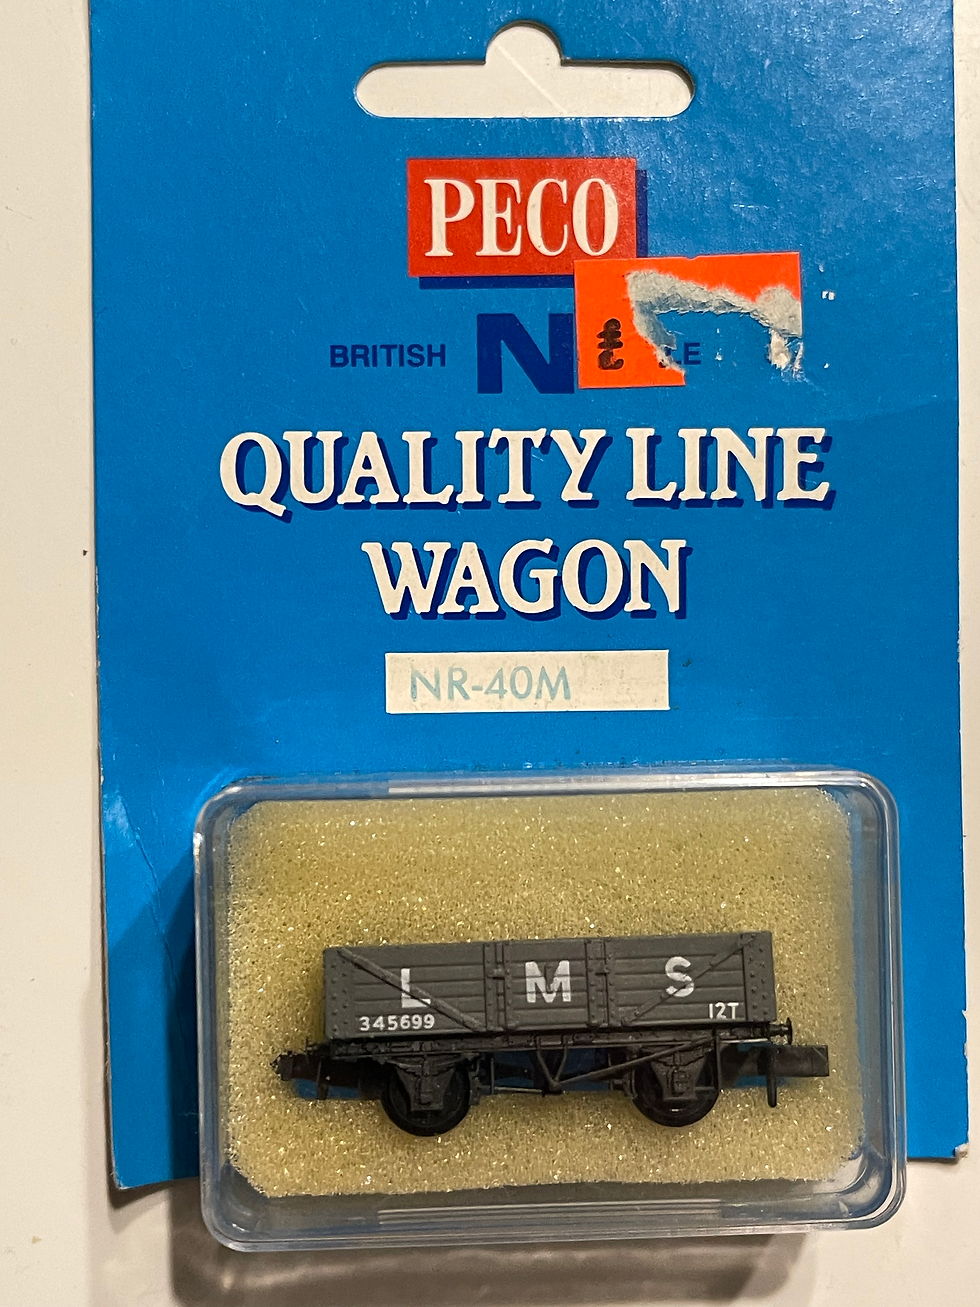 PECO
BRITISH N
QUALITY LINE
WAGON
NR-40M
L M S
345699 12T